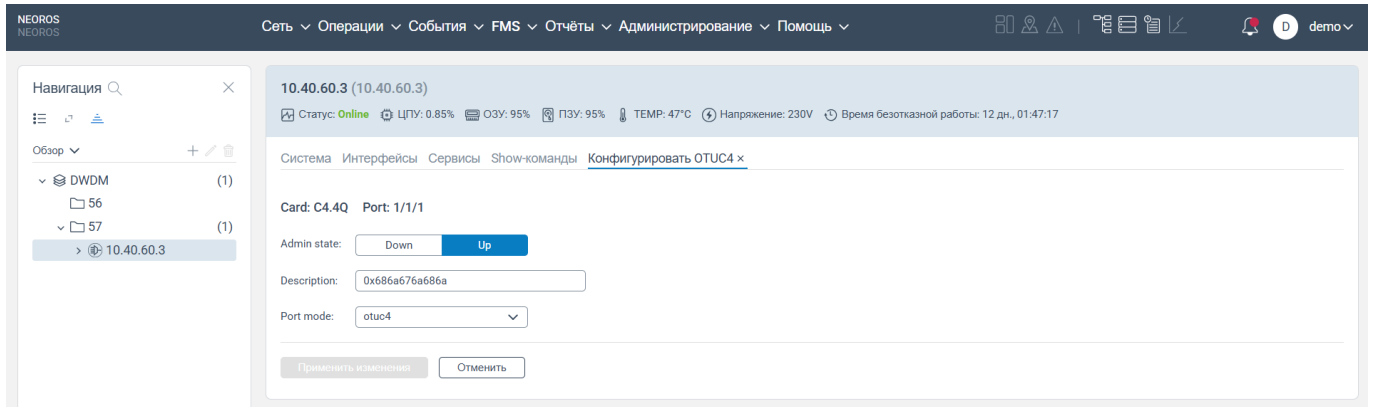 NEOROS
NEOROS
Сеть Операции События FMS Отчёты Администрирование Помощь
D demo
Навигация
Обзор
DWDM (1)
56
57 (1)
10.40.60.3
10.40.60.3 (10.40.60.3)
Статус: Online ЦПУ: 0.85% ОЗУ: 95% ПЗУ: 95% TEMP: 47°C Напряжение: 230V Время безотказной работы: 12 дн., 01:47:17
Система Интерфейсы Сервисы Show-команды Конфигурировать OTUC4 ×
Card: C4.4Q Port: 1/1/1
Admin state: Down Up
Description: 0x686a676a686a
Port mode: otuc4
Применить изменения Отменить